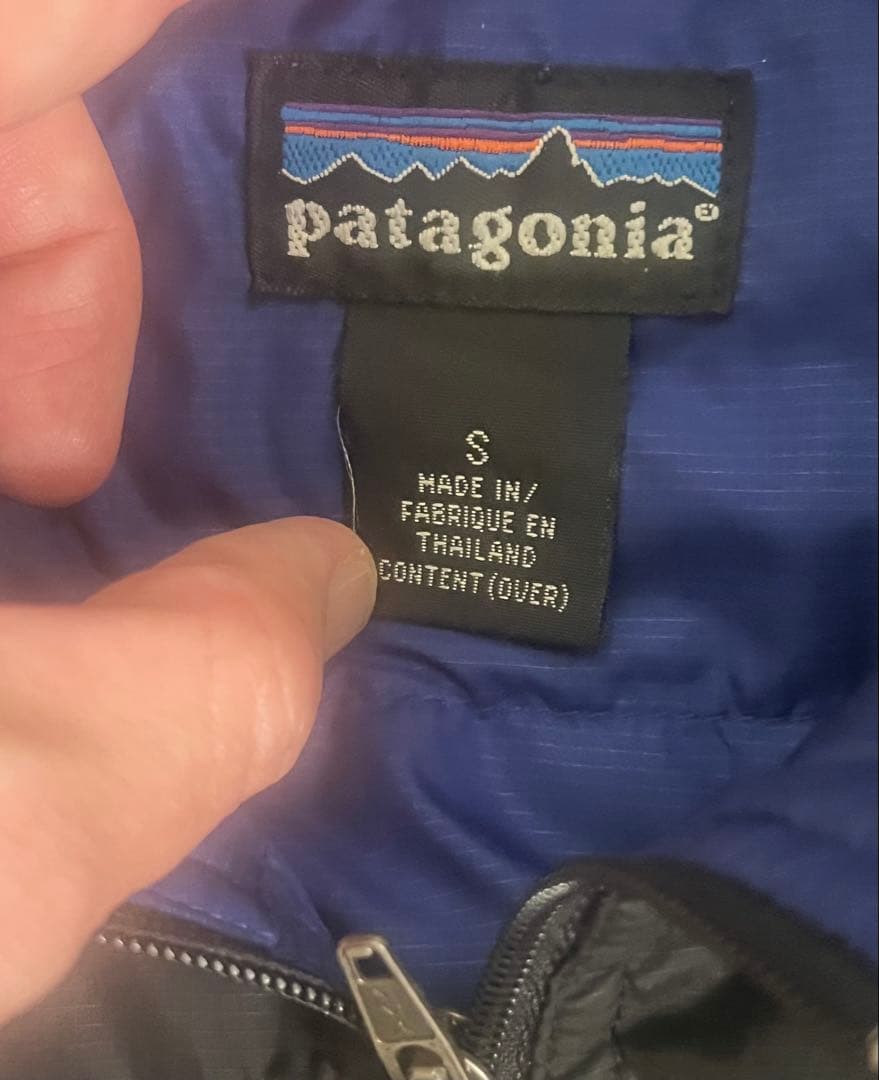 patagonia®
S
MADE IN/
FABRIQUE EN
THAILAND
CONTENT (OVER)